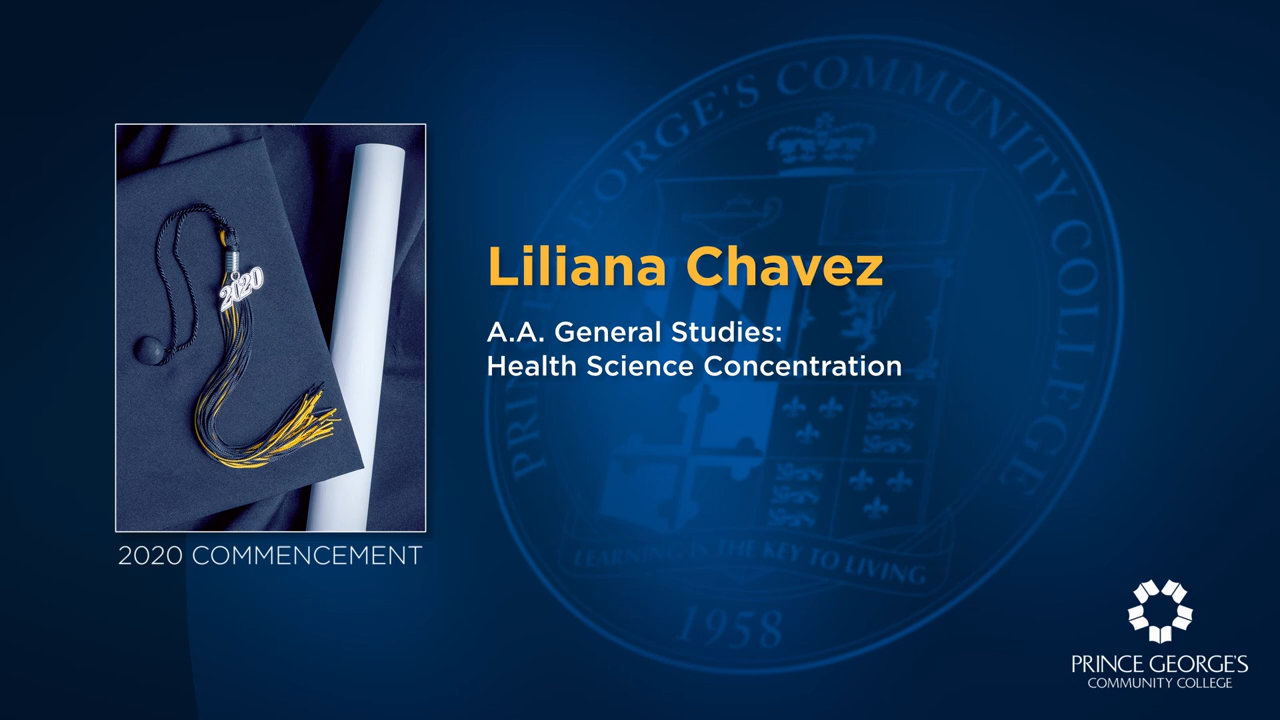 PRINCE GEORGE'S COMMUNITY COLLEGE
2020
Liliana Chavez
A.A. General Studies:
Health Science Concentration
LEARNING IS THE KEY TO LIVING
1958
2020 COMMENCEMENT
PRINCE GEORGE'S
COMMUNITY COLLEGE